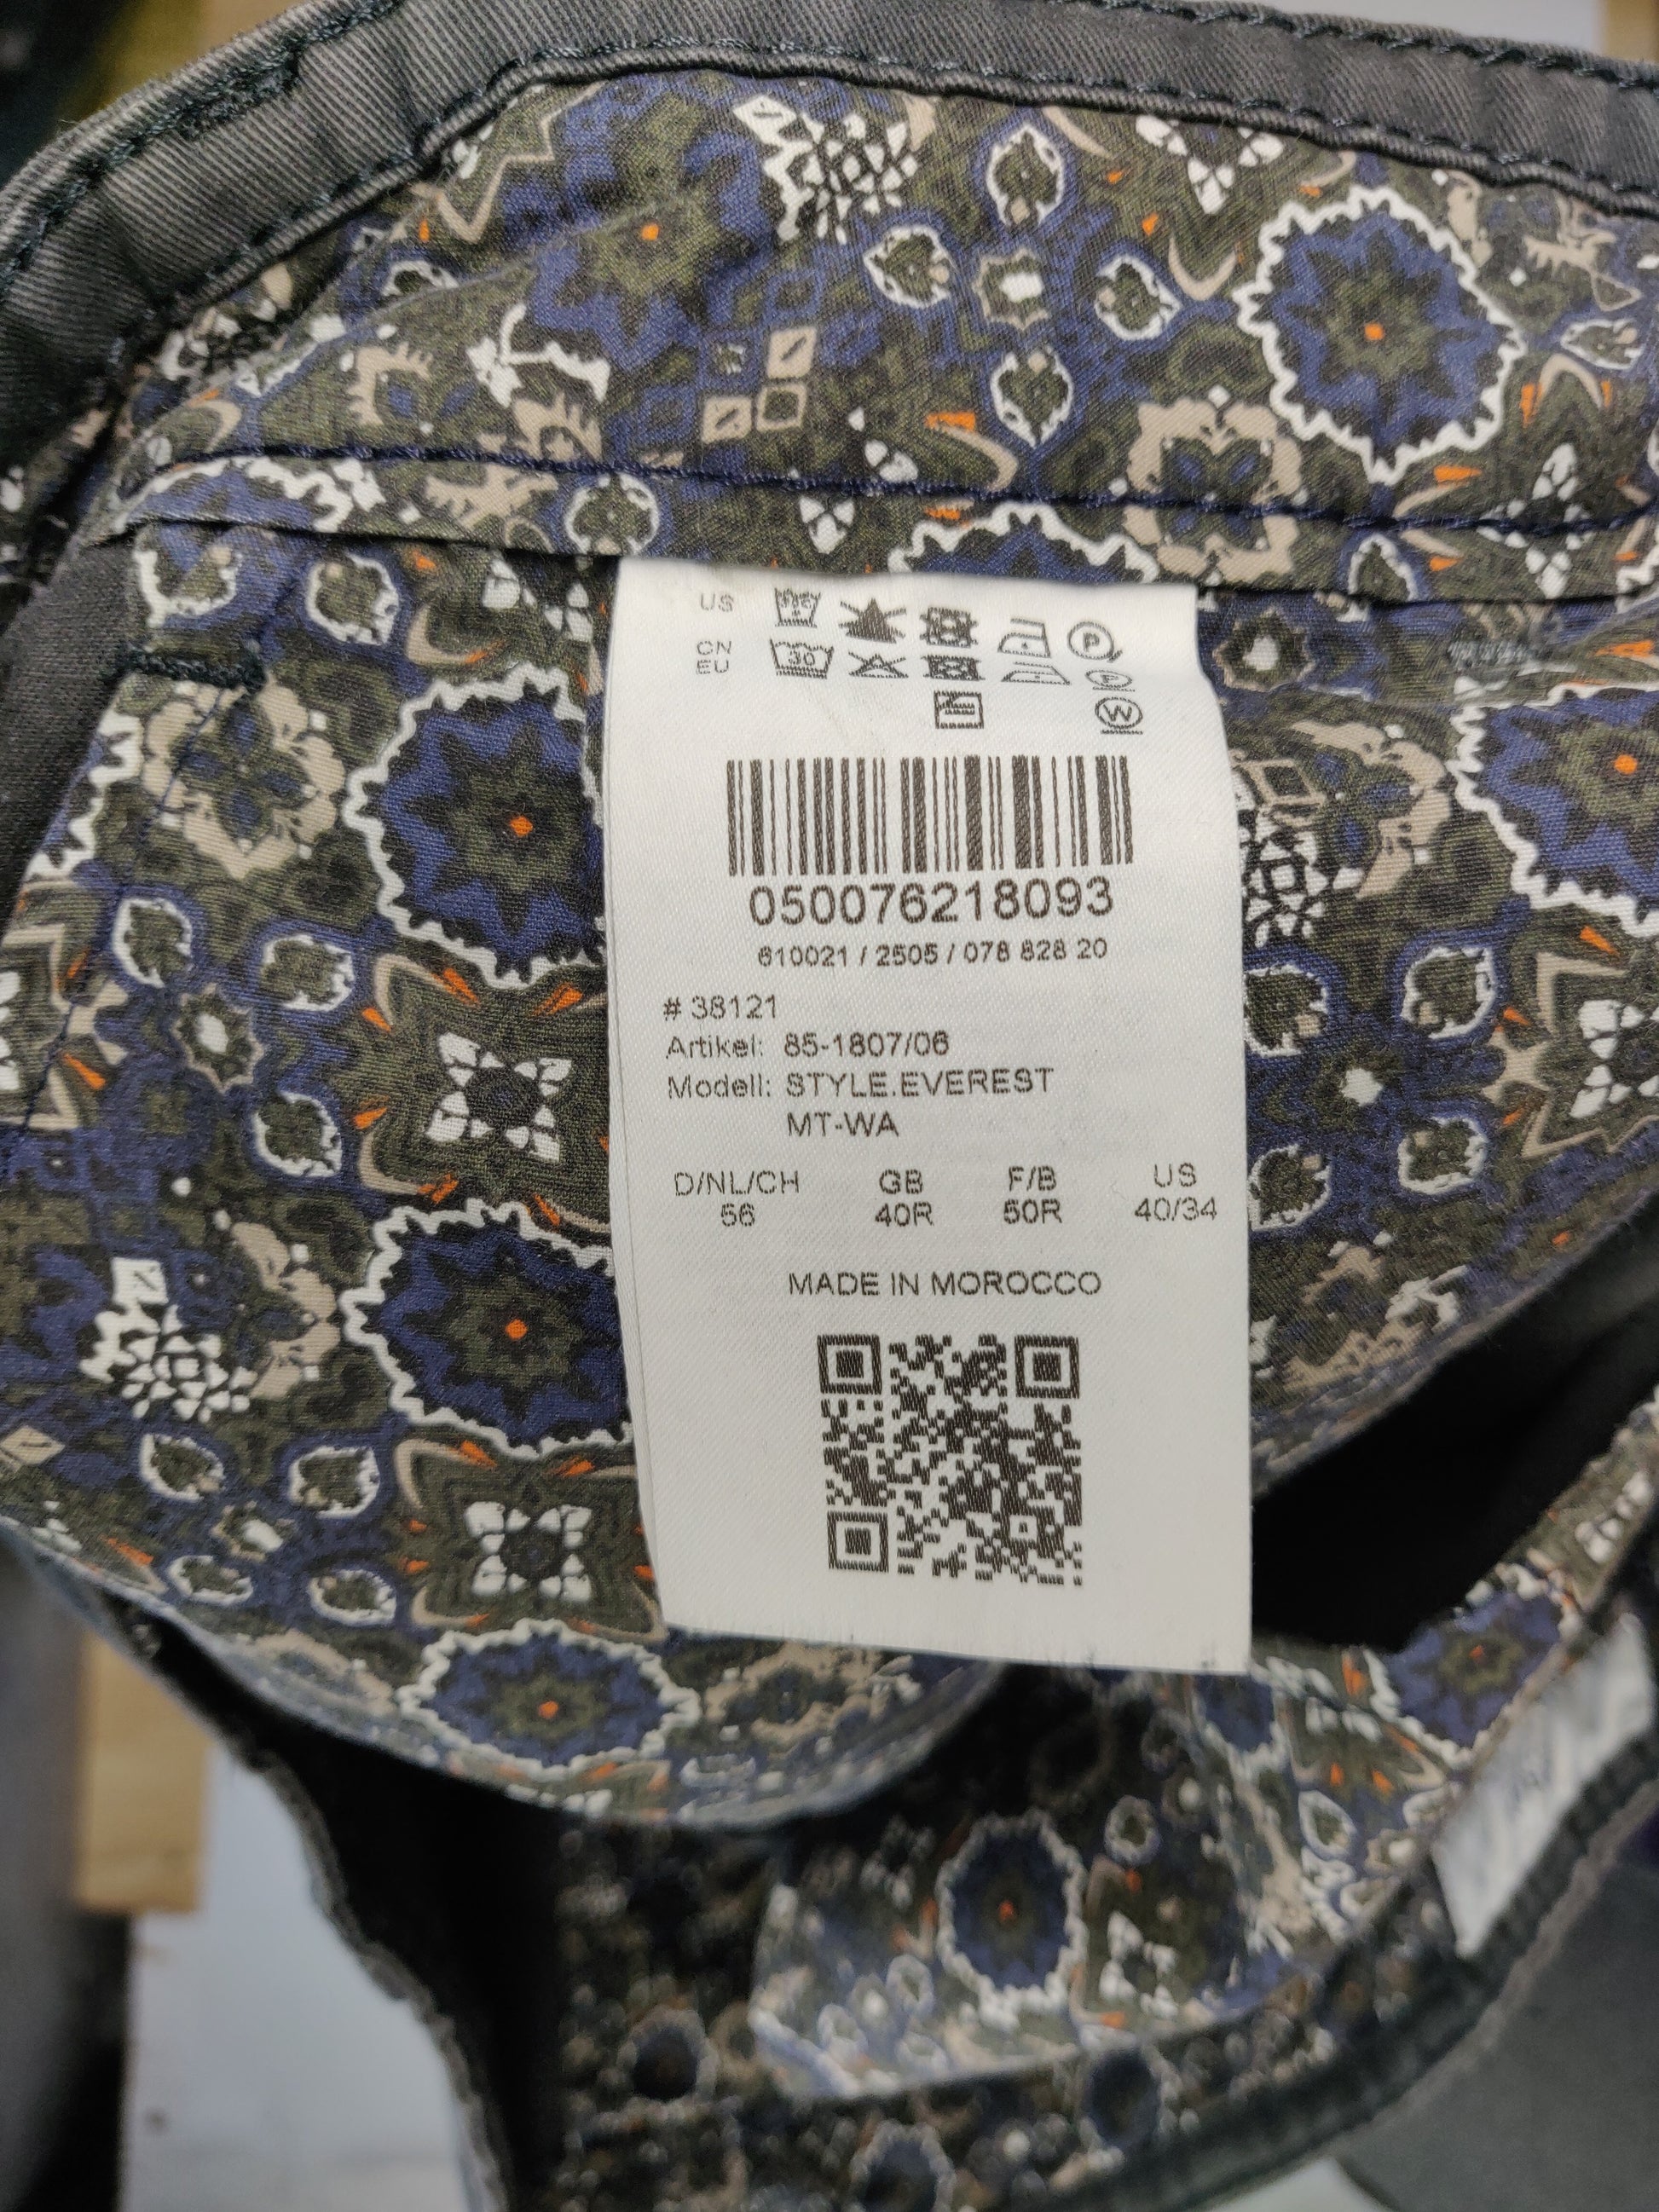 US
CN 30 P
EU P
W
050076218093
610021 / 2505 / 078 828 20
# 38121
Artikel: 85-1807/06
Modell: STYLE.EVEREST
MT-WA
D/NL/CH GB F/B US
56 40R 50R 40/34
MADE IN MOROCCO